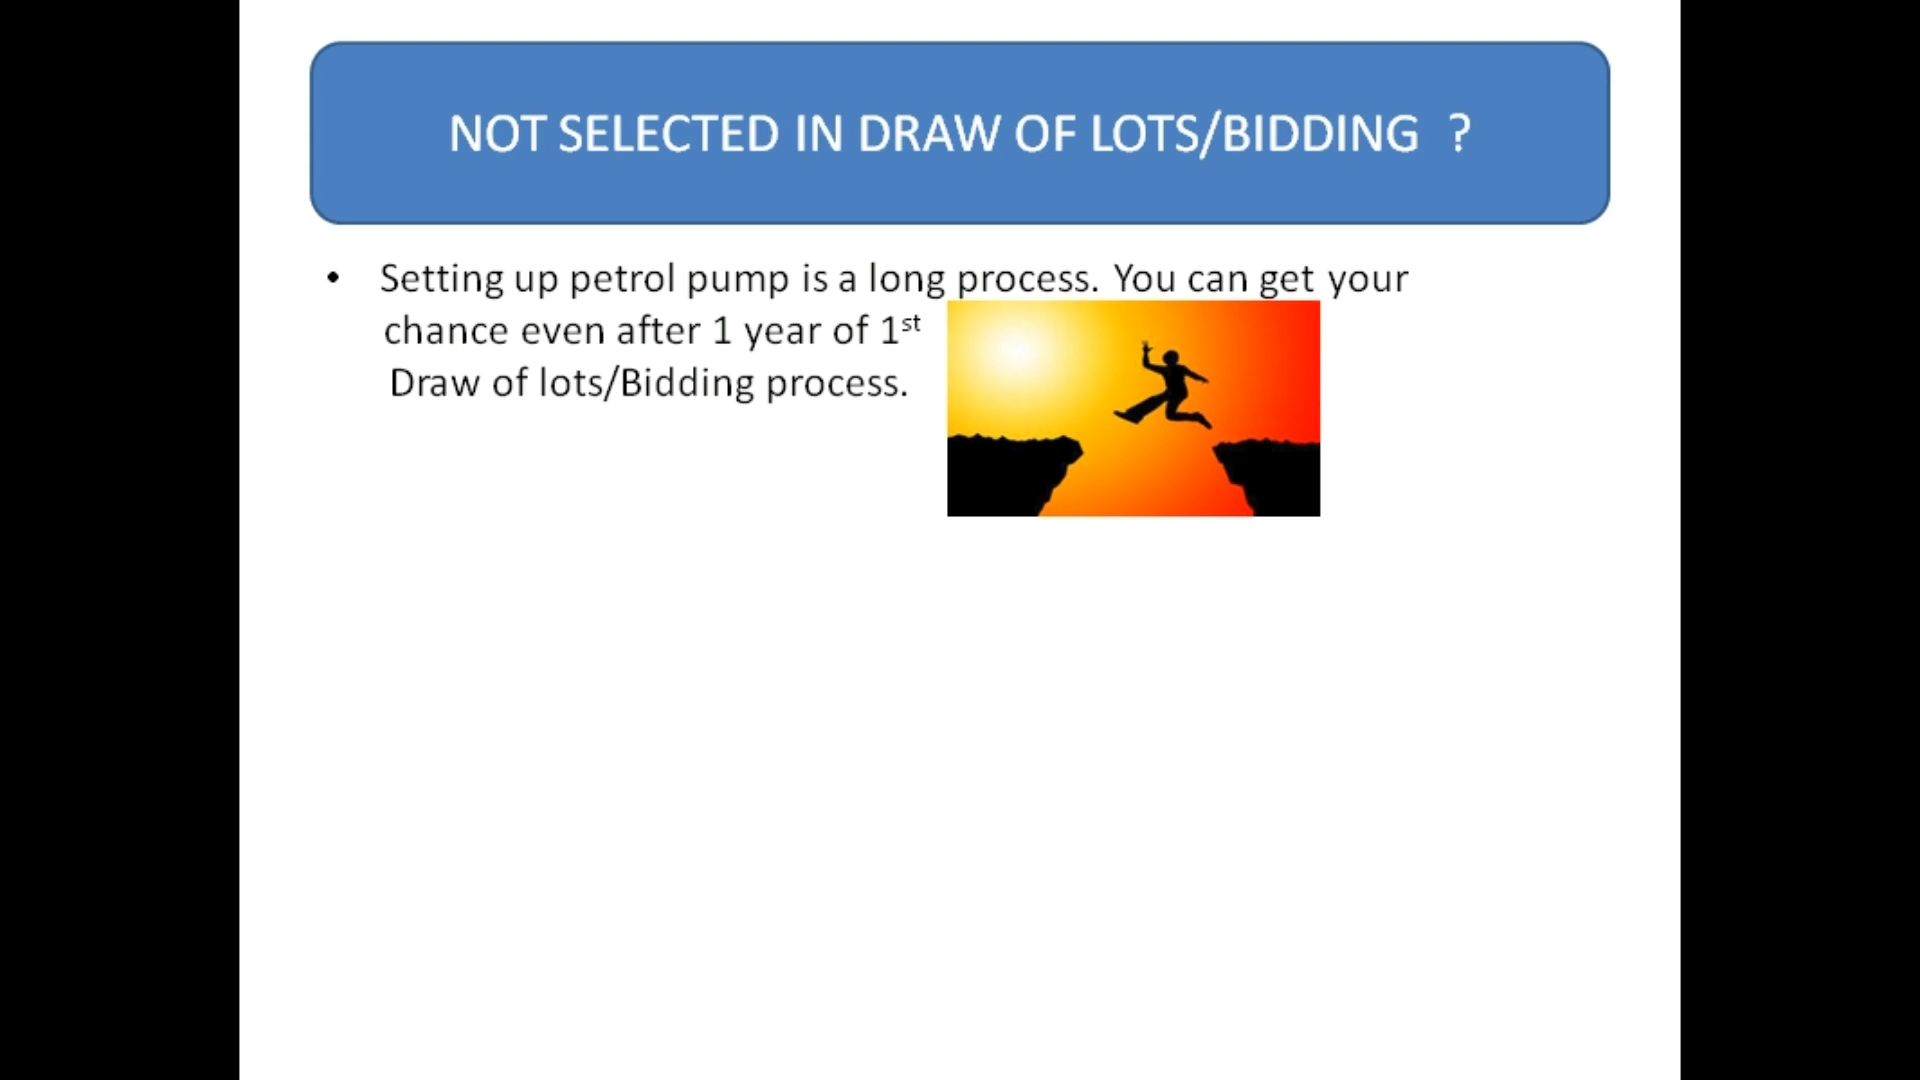 NOT SELECTED IN DRAW OF LOTS/BIDDING ?
• Setting up petrol pump is a long process. You can get your
chance even after 1 year of 1st
Draw of lots/Bidding process.